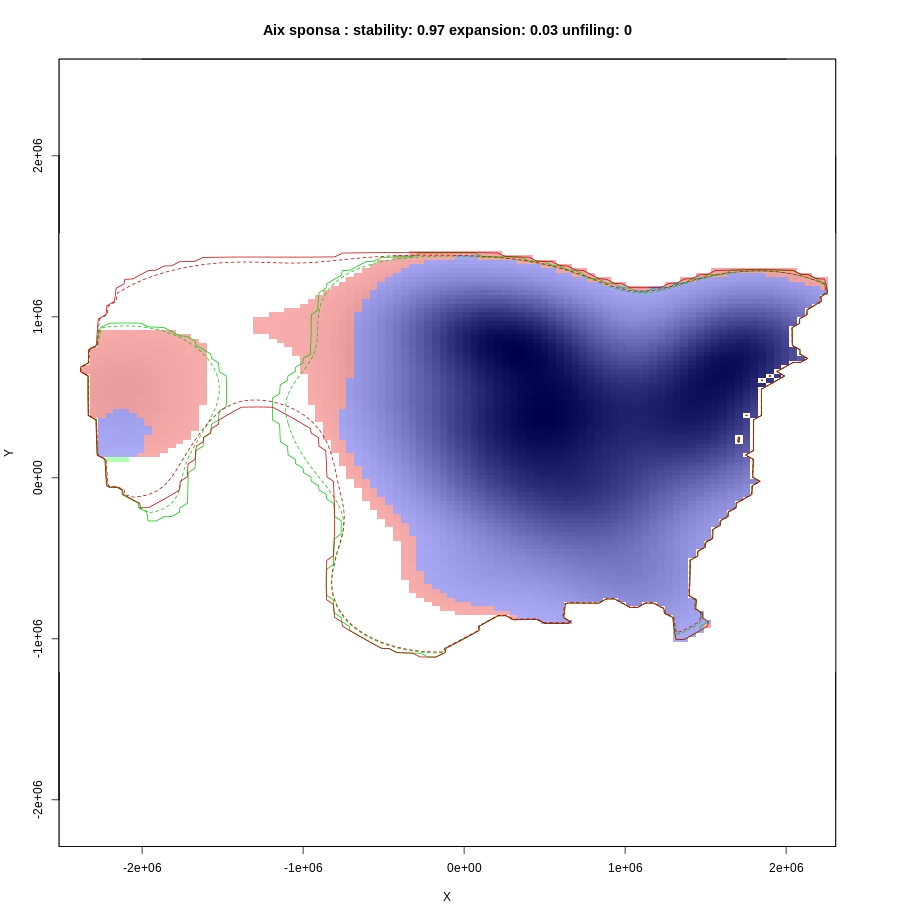 Aix sponsa : stability: 0.97 expansion: 0.03 unfiling: 0
2e+06
1e+06
0e+00
-1e+06
-2e+06
Y
-2e+06 -1e+06 0e+00 1e+06 2e+06
X